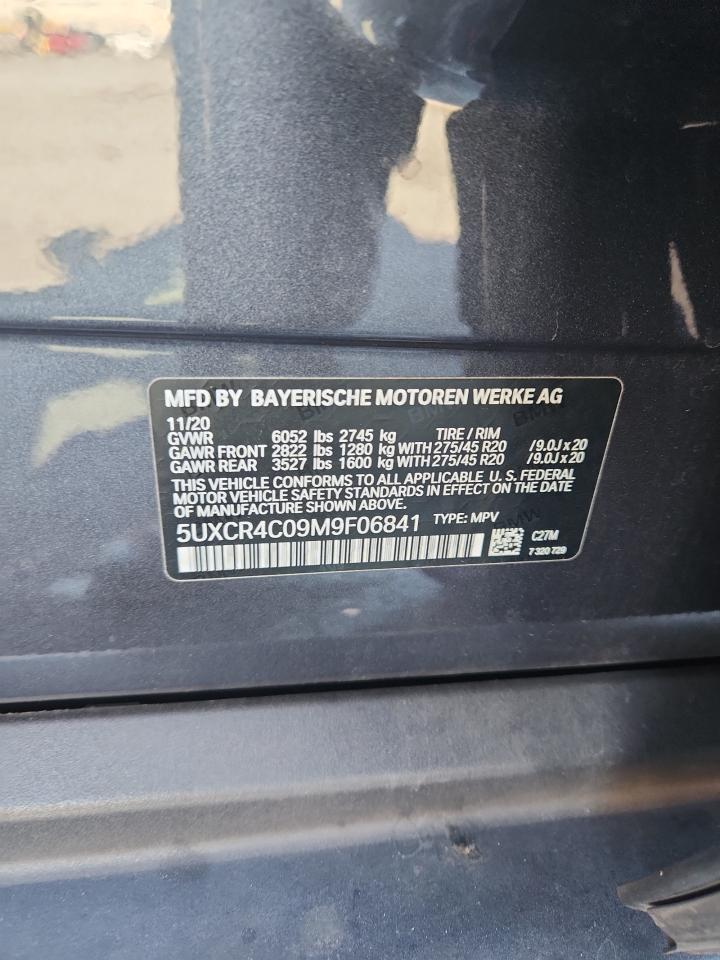 MFD BY BAYERISCHE MOTOREN WERKE AG
11/20
GVWR 6052 lbs 2745 kg TIRE / RIM
GAWR FRONT 2822 lbs 1280 kg WITH 275/45 R20 /9.0J x 20
GAWR REAR 3527 lbs 1600 kg WITH 275/45 R20 /9.0J x 20
THIS VEHICLE CONFORMS TO ALL APPLICABLE U. S. FEDERAL
MOTOR VEHICLE SAFETY STANDARDS IN EFFECT ON THE DATE
OF MANUFACTURE SHOWN ABOVE.
5UXCR4C09M9F06841 TYPE: MPV
C27M
7 320 729